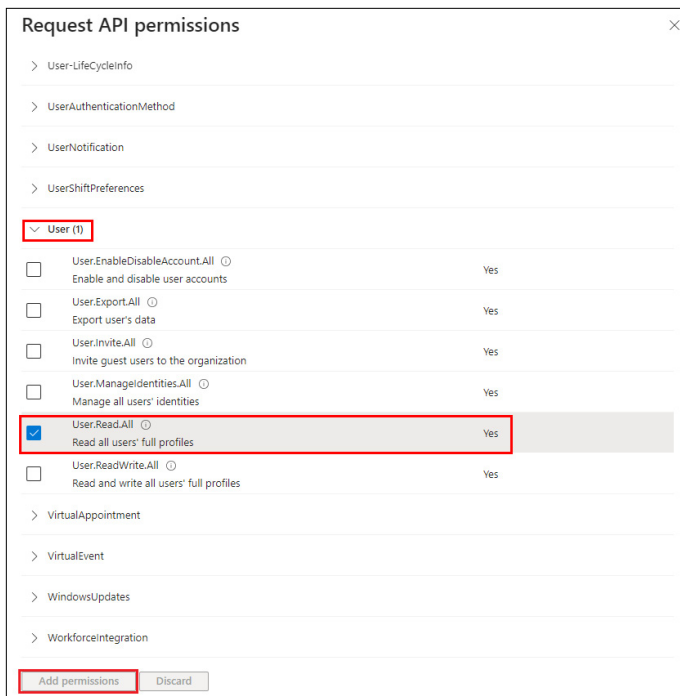 Request API permissions
User-LifeCycleInfo
UserAuthenticationMethod
UserNotification
UserShiftPreferences
User (1)
User.EnableDisableAccount.All
Enable and disable user accounts
Yes
User.Export.All
Export user's data
Yes
User.Invite.All
Invite guest users to the organization
Yes
User.ManageIdentities.All
Manage all users' identities
Yes
User.Read.All
Read all users' full profiles
Yes
User.ReadWrite.All
Read and write all users' full profiles
Yes
VirtualAppointment
VirtualEvent
WindowsUpdates
WorkforceIntegration
Add permissions Discard